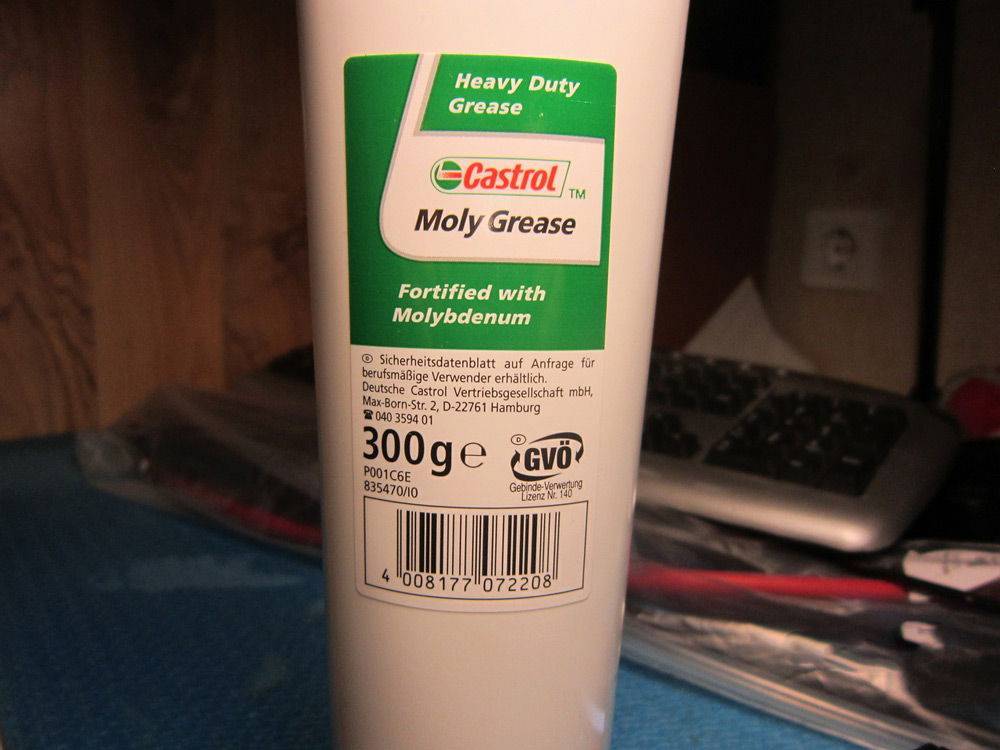 Heavy Duty
Grease
Castrol
TM
Moly Grease
Fortified with
Molybdenum
D Sicherheitsdatenblatt auf Anfrage für
berufsmäßige Verwender erhältlich.
Deutsche Castrol Vertriebsgesellschaft mbH,
Max-Born-Str. 2, D-22761 Hamburg
☎ 040 3594 01
300g e
P001C6E
835470/I0
D
GVÖ
Gebinde-Verwertung
Lizenz Nr. 140
4 008177 072208